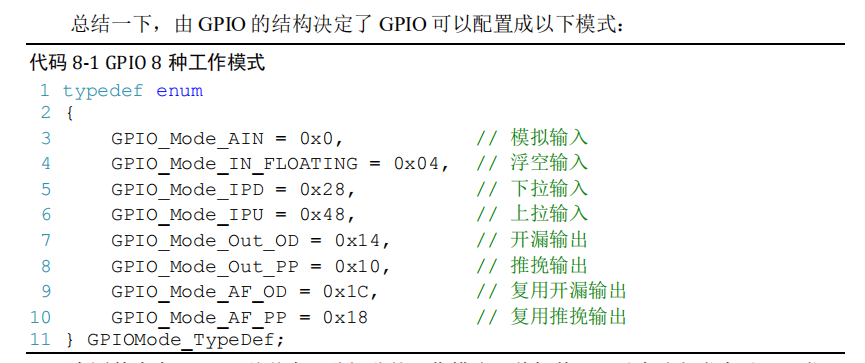 总结一下，由 GPIO 的结构决定了 GPIO 可以配置成以下模式：
代码 8-1 GPIO 8 种工作模式
1 typedef enum
2 {
3 GPIO_Mode_AIN = 0x0, // 模拟输入
4 GPIO_Mode_IN_FLOATING = 0x04, // 浮空输入
5 GPIO_Mode_IPD = 0x28, // 下拉输入
6 GPIO_Mode_IPU = 0x48, // 上拉输入
7 GPIO_Mode_Out_OD = 0x14, // 开漏输出
8 GPIO_Mode_Out_PP = 0x10, // 推挽输出
9 GPIO_Mode_AF_OD = 0x1C, // 复用开漏输出
10 GPIO_Mode_AF_PP = 0x18 // 复用推挽输出
11 } GPIOMode_TypeDef;